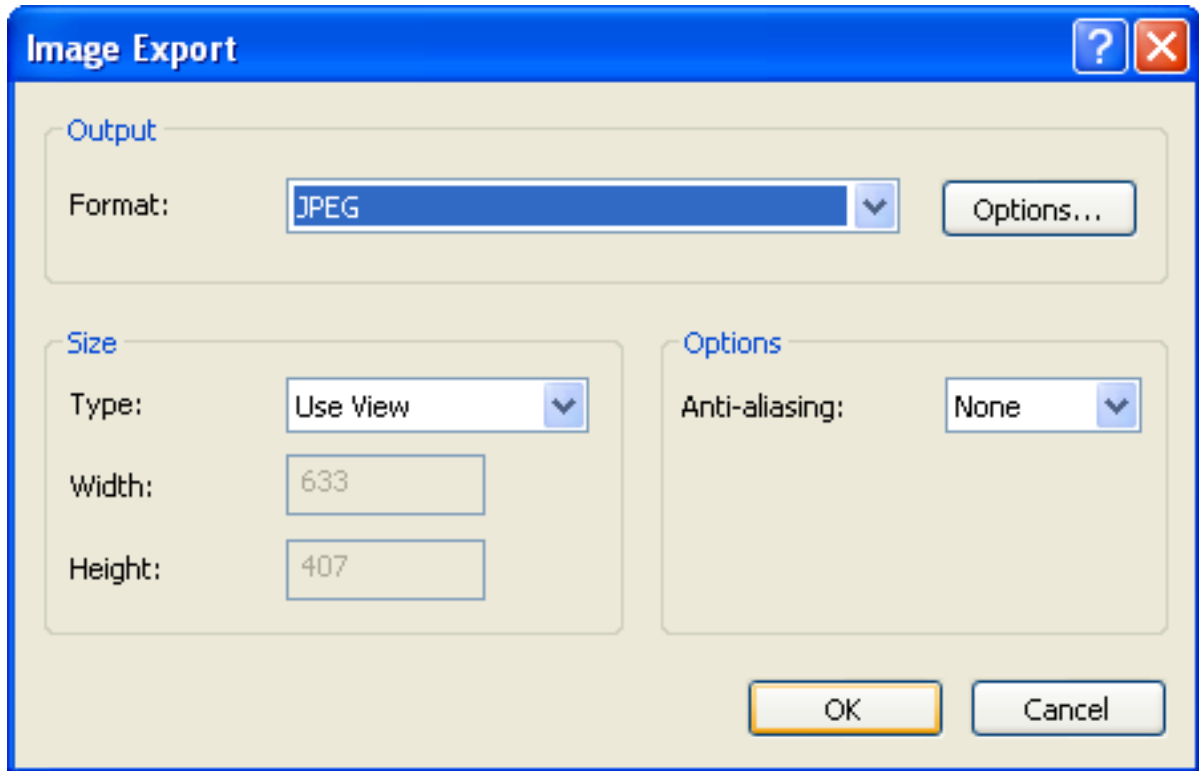 Image Export
Output
Format: JPEG Options...
Size
Type: Use View
Width: 633
Height: 407
Options
Anti-aliasing: None
OK Cancel